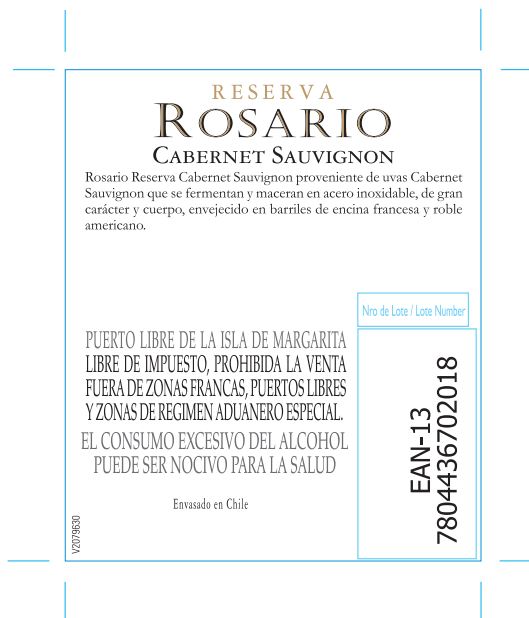 RESERVA
ROSARIO
CABERNET SAUVIGNON
Rosario Reserva Cabernet Sauvignon proveniente de uvas Cabernet
Sauvignon que se fermentan y maceran en acero inoxidable, de gran
carácter y cuerpo, envejecido en barriles de encina francesa y roble
americano.
Nro de Lote / Lote Number
PUERTO LIBRE DE LA ISLA DE MARGARITA
LIBRE DE IMPUESTO, PROHIBIDA LA VENTA
FUERA DE ZONAS FRANCAS, PUERTOS LIBRES
Y ZONAS DE REGIMEN ADUANERO ESPECIAL.
EL CONSUMO EXCESIVO DEL ALCOHOL
PUEDE SER NOCIVO PARA LA SALUD
Envasado en Chile
V2079630
EAN-13
7804436702018